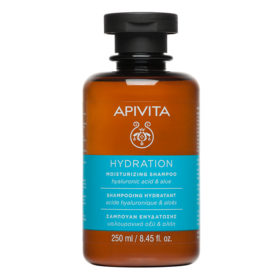 APIVITA
HYDRATION
MOISTURIZING SHAMPOO
hyaluronic acid & aloe
SHAMPOOING HYDRATANT
acide hyaluronique & aloès
ΣΑΜΠΟΥΑΝ ΕΝΥΔΑΤΩΣΗΣ
υαλουρονικό οξύ & αλόη
250 ml / 8.45 fl. oz.